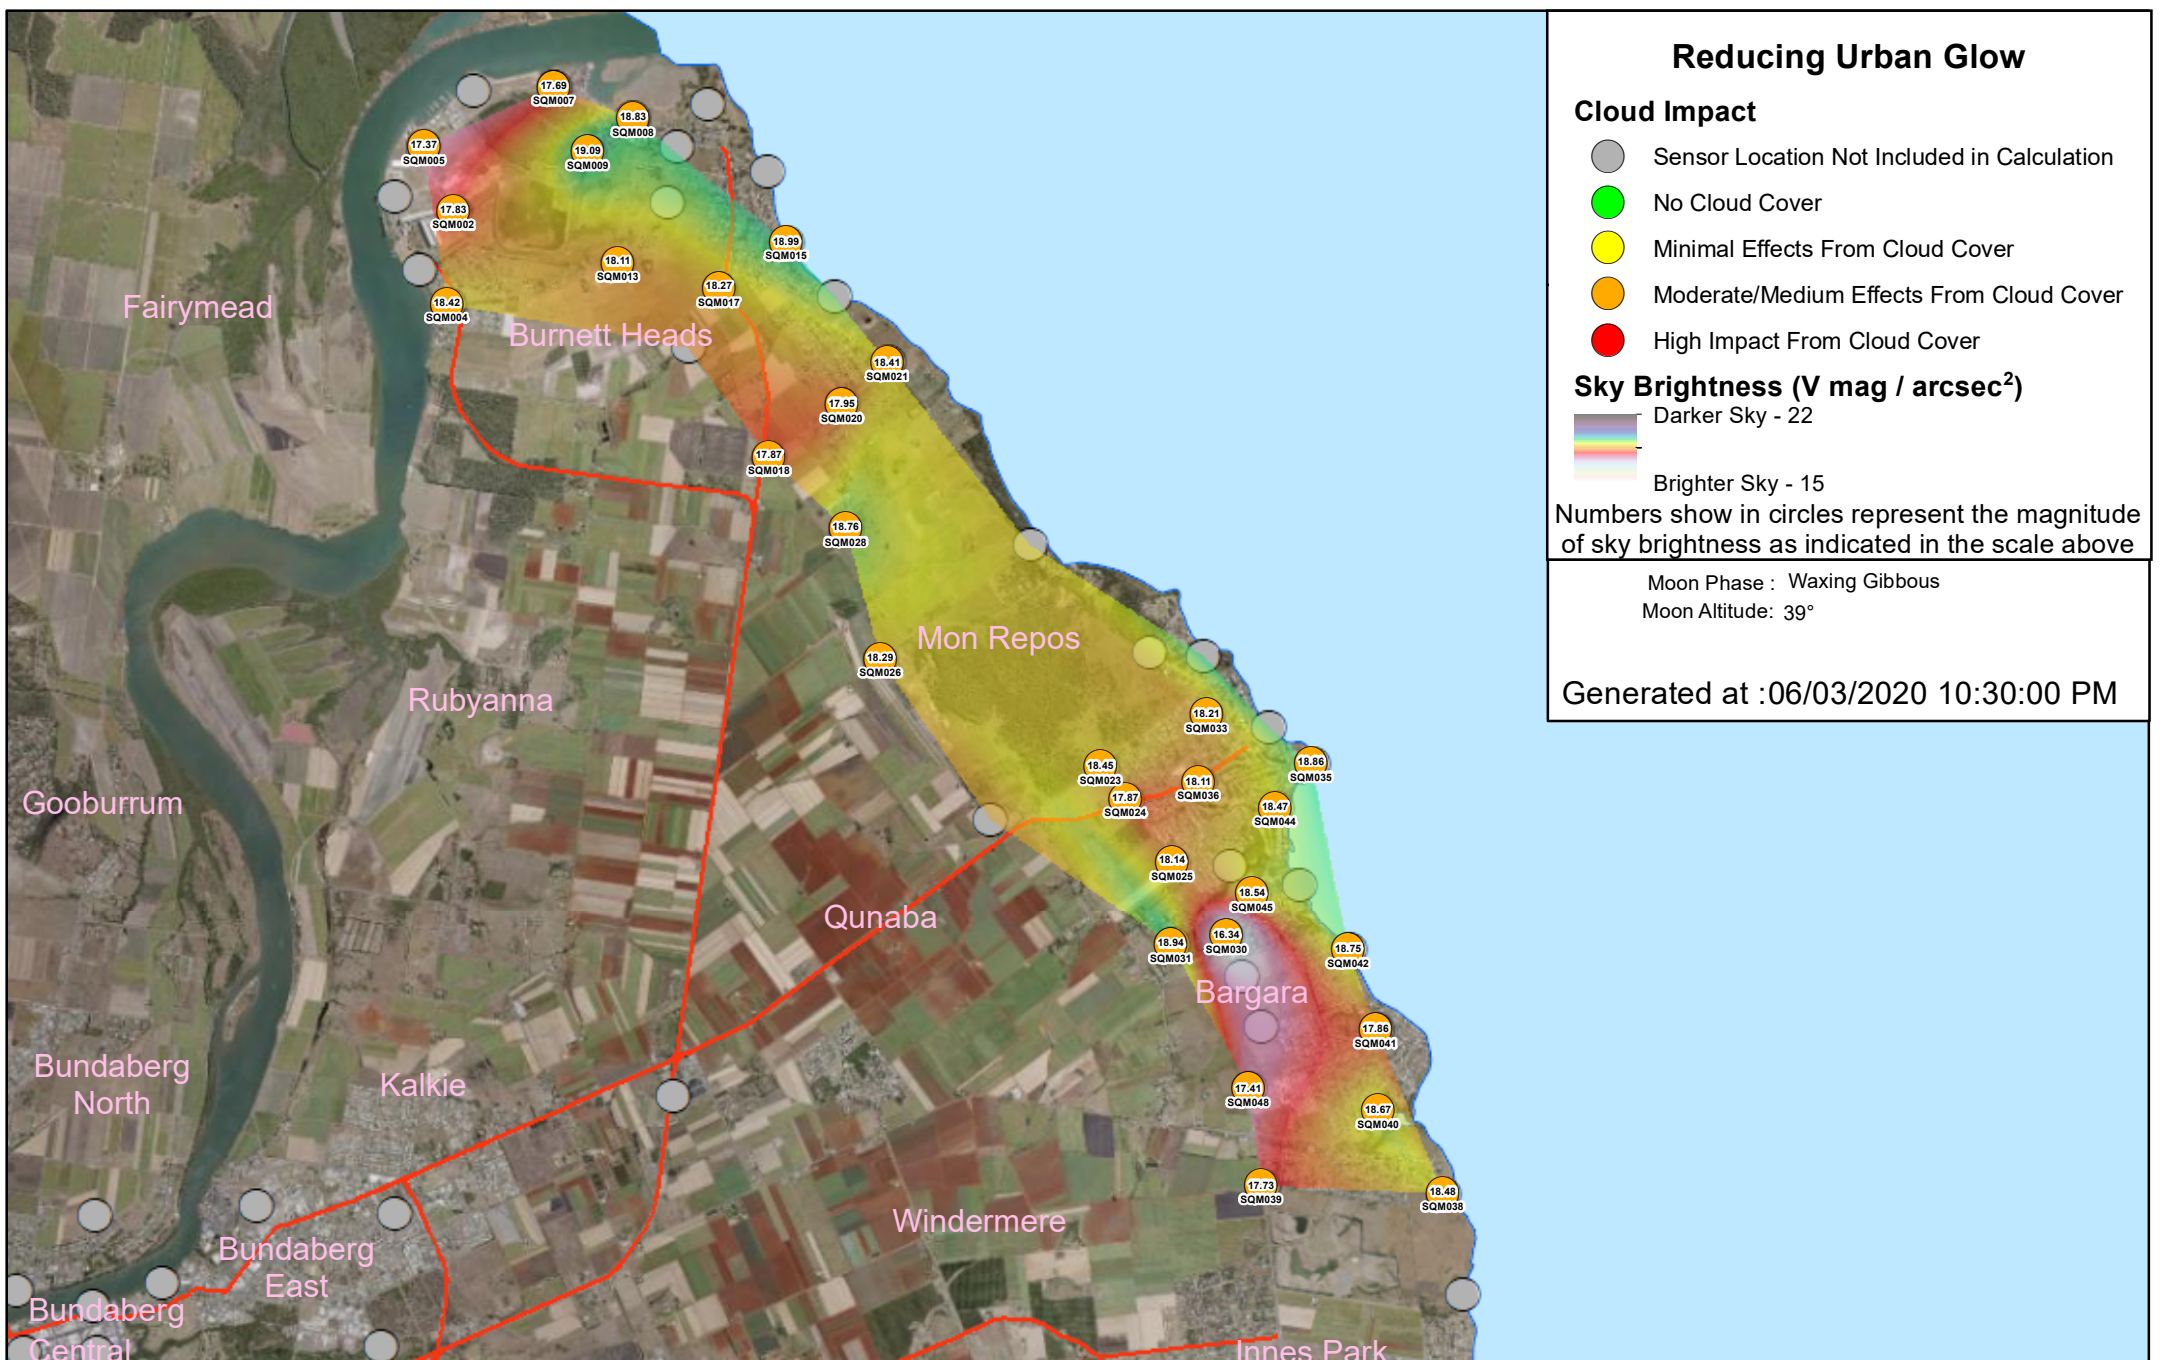 Reducing Urban Glow
Cloud Impact
Sensor Location Not Included in Calculation
No Cloud Cover
Minimal Effects From Cloud Cover
Moderate/Medium Effects From Cloud Cover
High Impact From Cloud Cover
Sky Brightness (V mag / arcsec²)
Darker Sky - 22
Brighter Sky - 15
Numbers show in circles represent the magnitude
of sky brightness as indicated in the scale above
Moon Phase : Waxing Gibbous
Moon Altitude: 39°
Generated at :06/03/2020 10:30:00 PM
17.69
SQM007
18.83
SQM008
17.37
SQM005
19.09
SQM009
17.83
SQM002
18.99
SQM015
18.11
SQM013
18.27
SQM017
18.42
SQM004
Fairymead
Burnett Heads
18.41
SQM021
17.95
SQM020
17.87
SQM018
18.76
SQM028
Mon Repos
18.29
SQM026
Rubyanna
18.21
SQM033
18.45
SQM023
18.86
SQM035
18.11
SQM036
17.87
SQM024
18.47
SQM044
Gooburrum
18.14
SQM025
18.54
SQM045
Qunaba
16.34
SQM030
18.94
SQM031
18.75
SQM042
Bargara
17.86
SQM041
Bundaberg
North
Kalkie
17.41
SQM048
18.67
SQM040
17.73
SQM039
18.48
SQM038
Windermere
Bundaberg
East
Bundaberg
Central
Innes Park